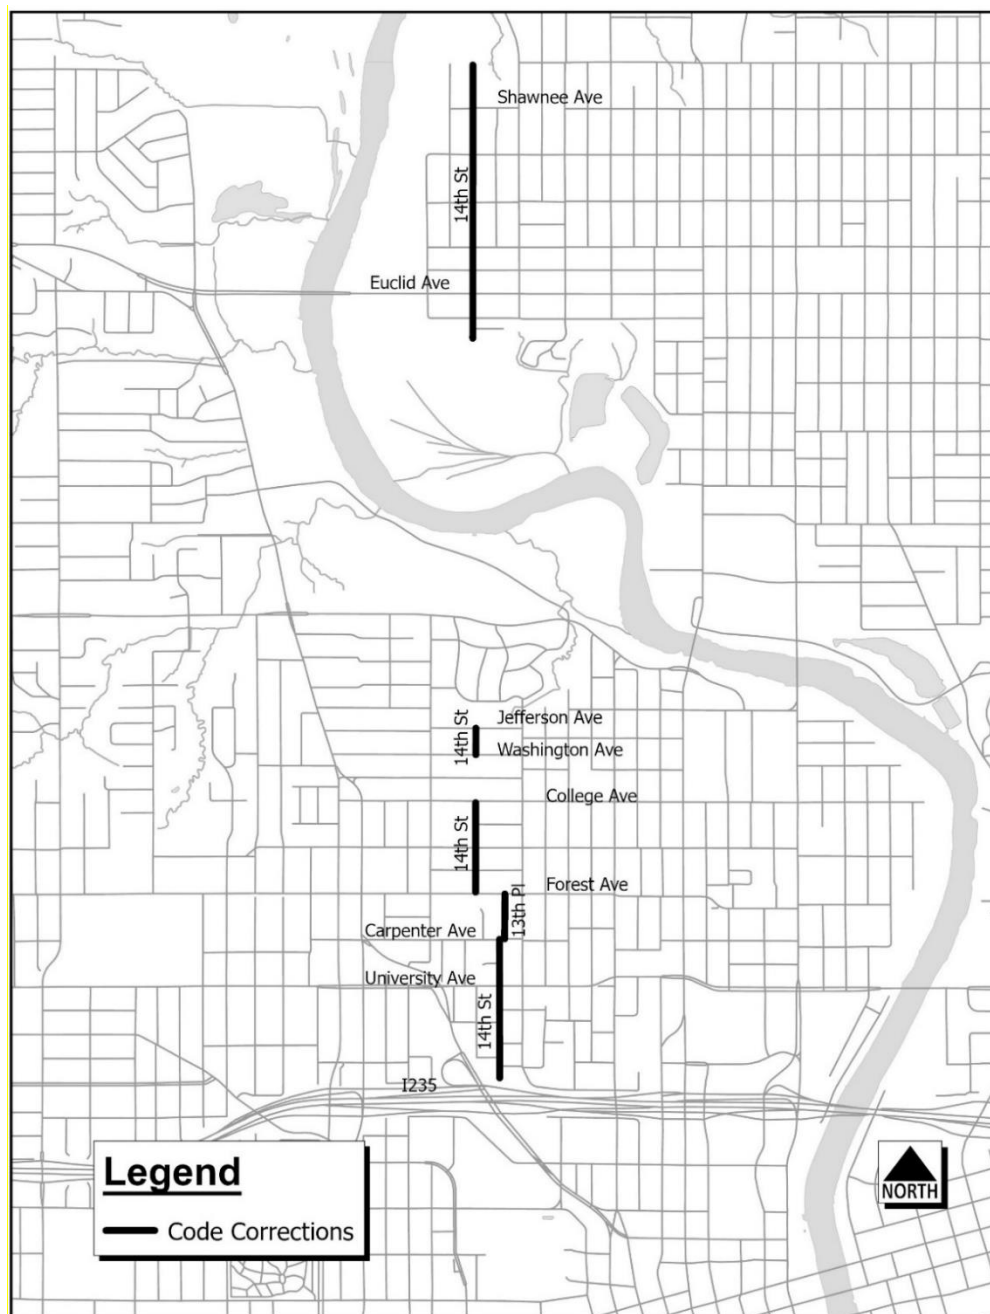 Shawnee Ave
14th St
Euclid Ave
Jefferson Ave
14th St
Washington Ave
College Ave
14th St
Forest Ave
13th Pl
Carpenter Ave
University Ave
14th St
I235
Legend
Code Corrections
NORTH